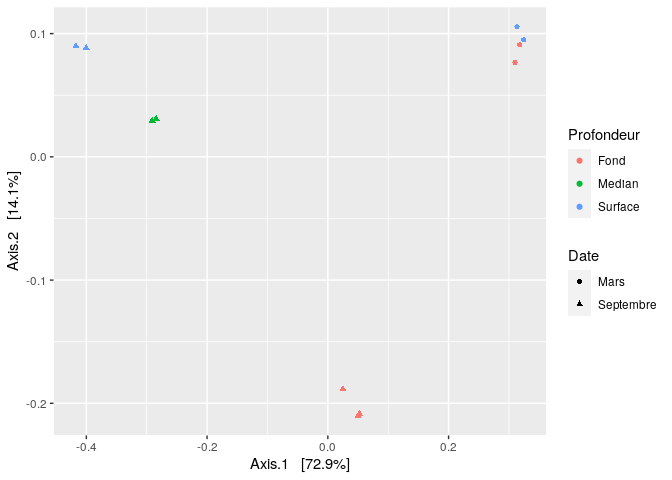 0.1
0.0
-0.1
-0.2
Axis.2   [14.1%]
-0.4
-0.2
0.0
0.2
Axis.1   [72.9%]
Profondeur
Fond
Median
Surface
Date
Mars
Septembre